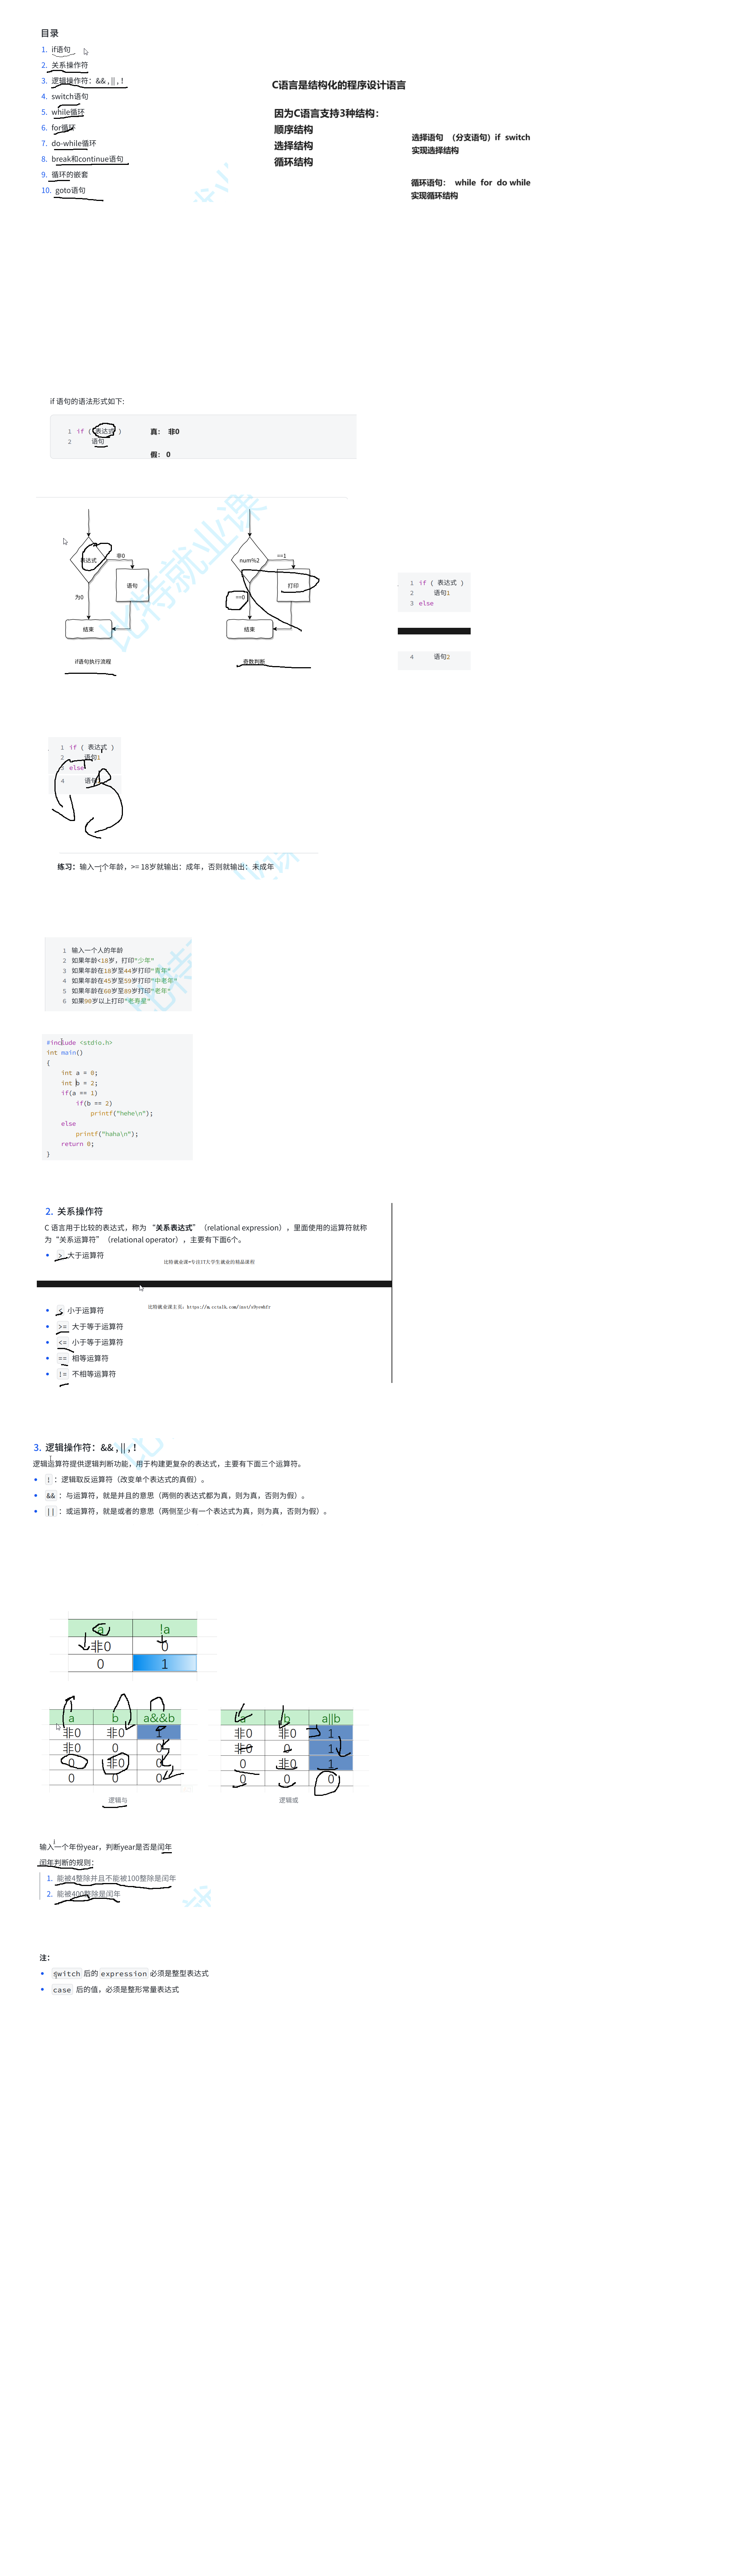 目录
1. if语句
2. 关系操作符
3. 逻辑操作符：&& , || , !
4. switch语句
5. while循环
6. for循环
7. do-while循环
8. break和continue语句
9. 循环的嵌套
10. goto语句
C语言是结构化的程序设计语言
因为C语言支持3种结构：
顺序结构
选择结构
循环结构
选择语句 （分支语句）if switch
实现选择结构
循环语句： while for do while
实现循环结构
if 语句的语法形式如下:
1 if ( 表达式 )
2 语句
真： 非0
假： 0
比特就业课
表达式
非0
语句
为0
结束
if语句执行流程
num%2
==1
打印
==0
结束
奇数判断
1 if ( 表达式 )
2 语句1
3 else
4 语句2
1 if ( 表达式 )
2 语句1
3 else
4 语句
练习：输入一个年龄，>= 18岁就输出：成年，否则就输出：未成年
1 输入一个人的年龄
2 如果年龄<18岁，打印"少年"
3 如果年龄在18岁至44岁打印"青年"
4 如果年龄在45岁至59岁打印"中老年"
5 如果年龄在60岁至89岁打印"老年"
6 如果90岁以上打印"老寿星"
#include <stdio.h>
int main()
{
int a = 0;
int b = 2;
if(a == 1)
if(b == 2)
printf("hehe\n");
else
printf("haha\n");
return 0;
}
2. 关系操作符
C 语言用于比较的表达式，称为 “关系表达式”（relational expression），里面使用的运算符就称
为“关系运算符”（relational operator），主要有下面6个。
• > 大于运算符
比特就业课-专注IT大学生就业的精品课程
• < 小于运算符
• >= 大于等于运算符
• <= 小于等于运算符
• == 相等运算符
• != 不相等运算符
3. 逻辑操作符：&& , || , !
逻辑运算符提供逻辑判断功能，用于构建更复杂的表达式，主要有下面三个运算符。
• ! ：逻辑取反运算符（改变单个表达式的真假）。
• && ：与运算符，就是并且的意思（两侧的表达式都为真，则为真，否则为假）。
• || ：或运算符，就是或者的意思（两侧至少有一个表达式为真，则为真，否则为假）。
a !a
非0 0
0 1
a b a&&b
非0 非0 1
非0 0 0
0 非0 0
0 0 0
逻辑与
a b a||b
非0 非0 1
非0 0 1
0 非0 1
0 0 0
逻辑或
输入一个年份year，判断year是否是闰年
闰年判断的规则：
1. 能被4整除并且不能被100整除是闰年
2. 能被400整除是闰年
注：
• switch 后的 expression 必须是整型表达式
• case 后的值，必须是整形常量表达式